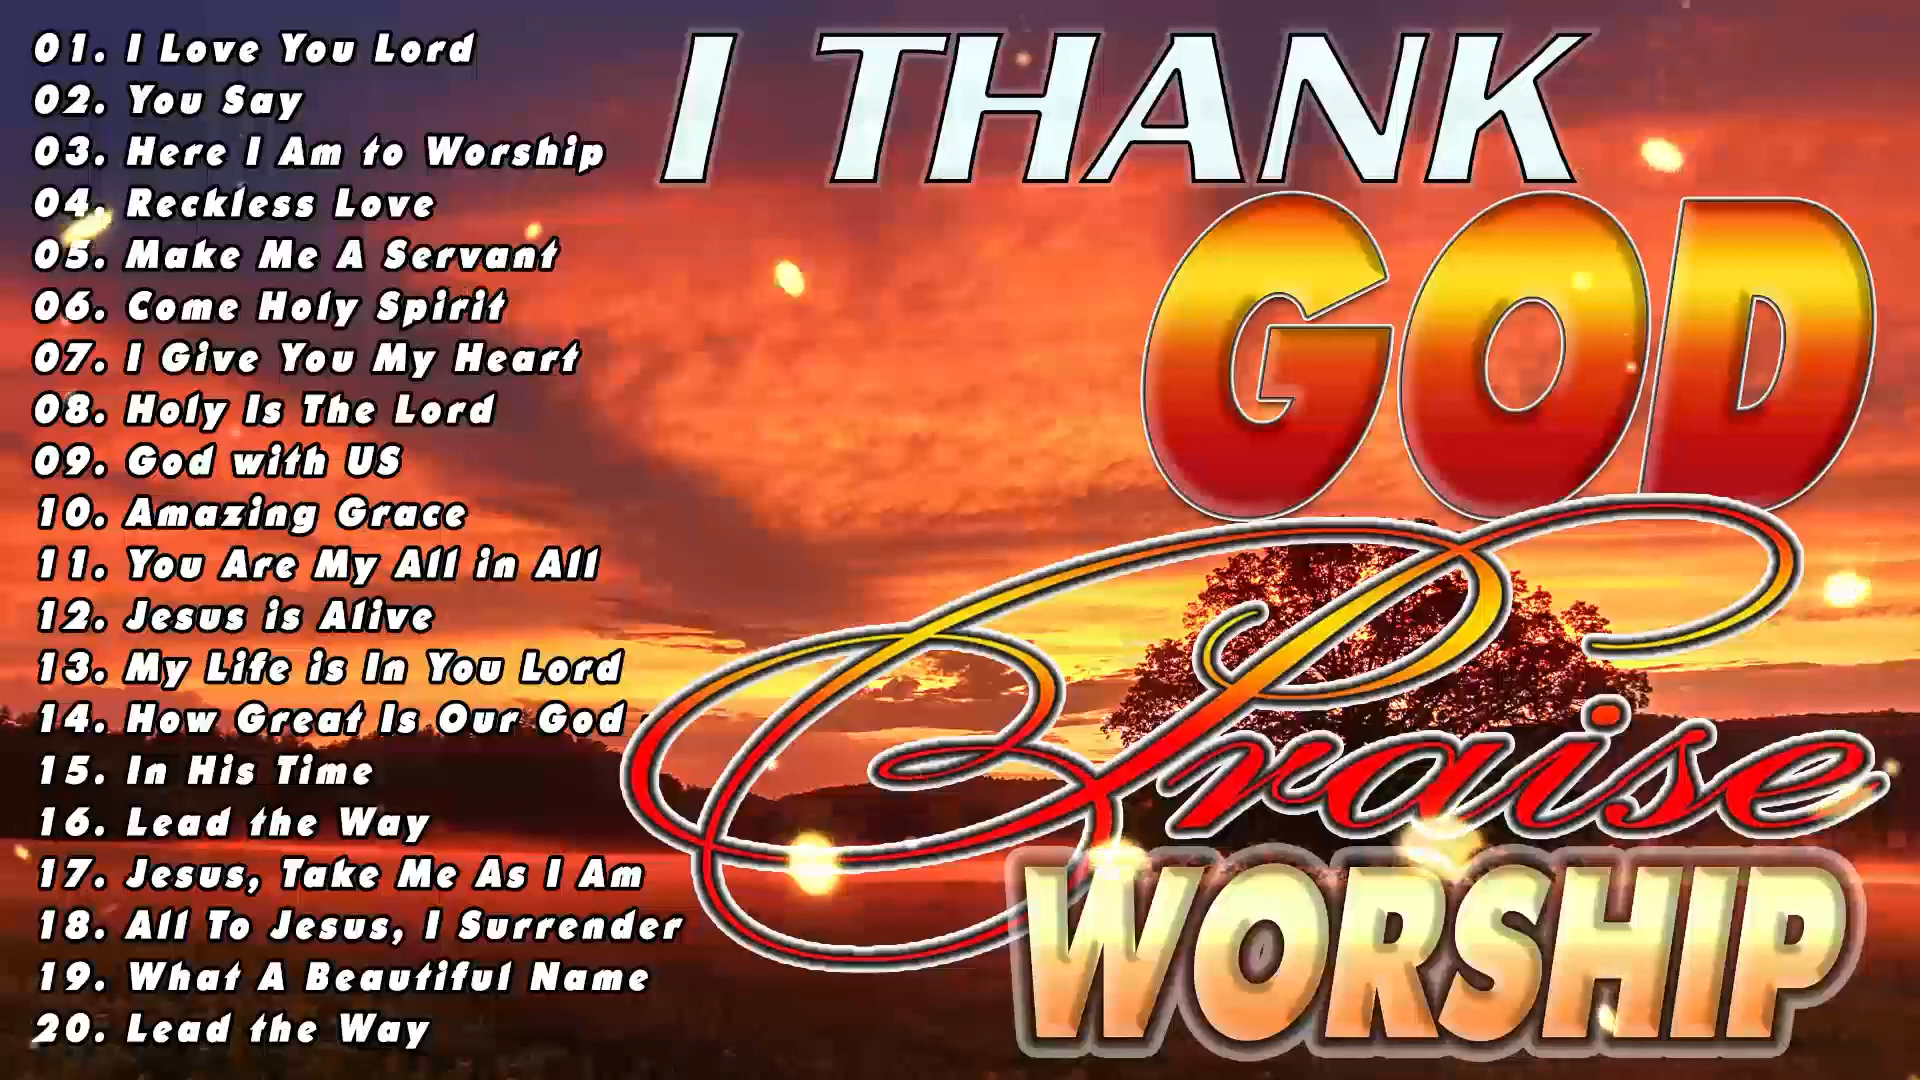 01. I Love You Lord
02. You Say
03. Here I Am to Worship
04. Reckless Love
05. Make Me A Servant
06. Come Holy Spirit
07. I Give You My Heart
08. Holy Is The Lord
09. God with US
10. Amazing Grace
11. You Are My All in All
12. Jesus is Alive
13. My Life is In You Lord
14. How Great Is Our God
15. In His Time
16. Lead the Way
17. Jesus, Take Me As I Am
18. All To Jesus, I Surrender
19. What A Beautiful Name
20. Lead the Way
I THANK
GOD
Praise
WORSHIP